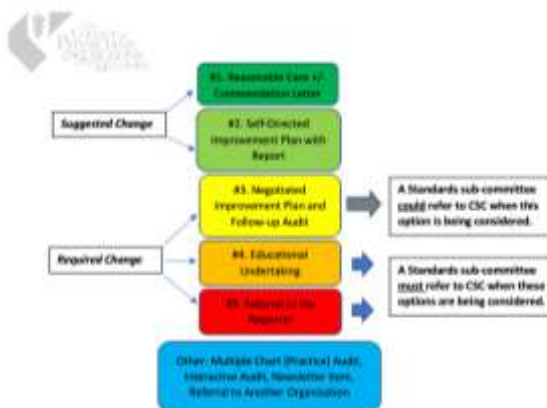 #1. Reasonable Care +/-
Commendation Letter
Suggested Change
#2. Self-Directed
Improvement Plan with
Report
#3. Negotiated
Improvement Plan and
Follow-up Audit
A Standards sub-committee
could refer to CSC when this
option is being considered.
Required Change
#4. Educational
Undertaking
A Standards sub-committee
must refer to CSC when these
options are being considered.
#5. Referral to the
Registrar
Other: Multiple Chart (Practice) Audit,
Interactive Audit, Newsletter Item,
Referral to Another Organization